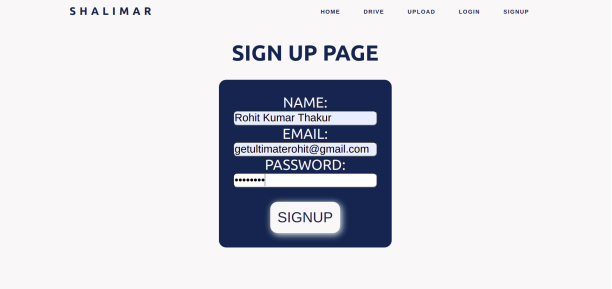 SHALIMAR
HOME DRIVE UPLOAD LOGIN SIGNUP
SIGN UP PAGE
NAME:
Rohit Kumar Thakur
EMAIL:
getultimaterohit@gmail.com
PASSWORD:
••••••••
SIGNUP